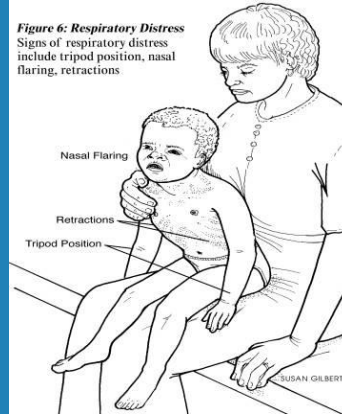 Figure 6: Respiratory Distress
Signs of respiratory distress
include tripod position, nasal
flaring, retractions
Nasal Flaring
Retractions
Tripod Position
SUSAN GILBERT